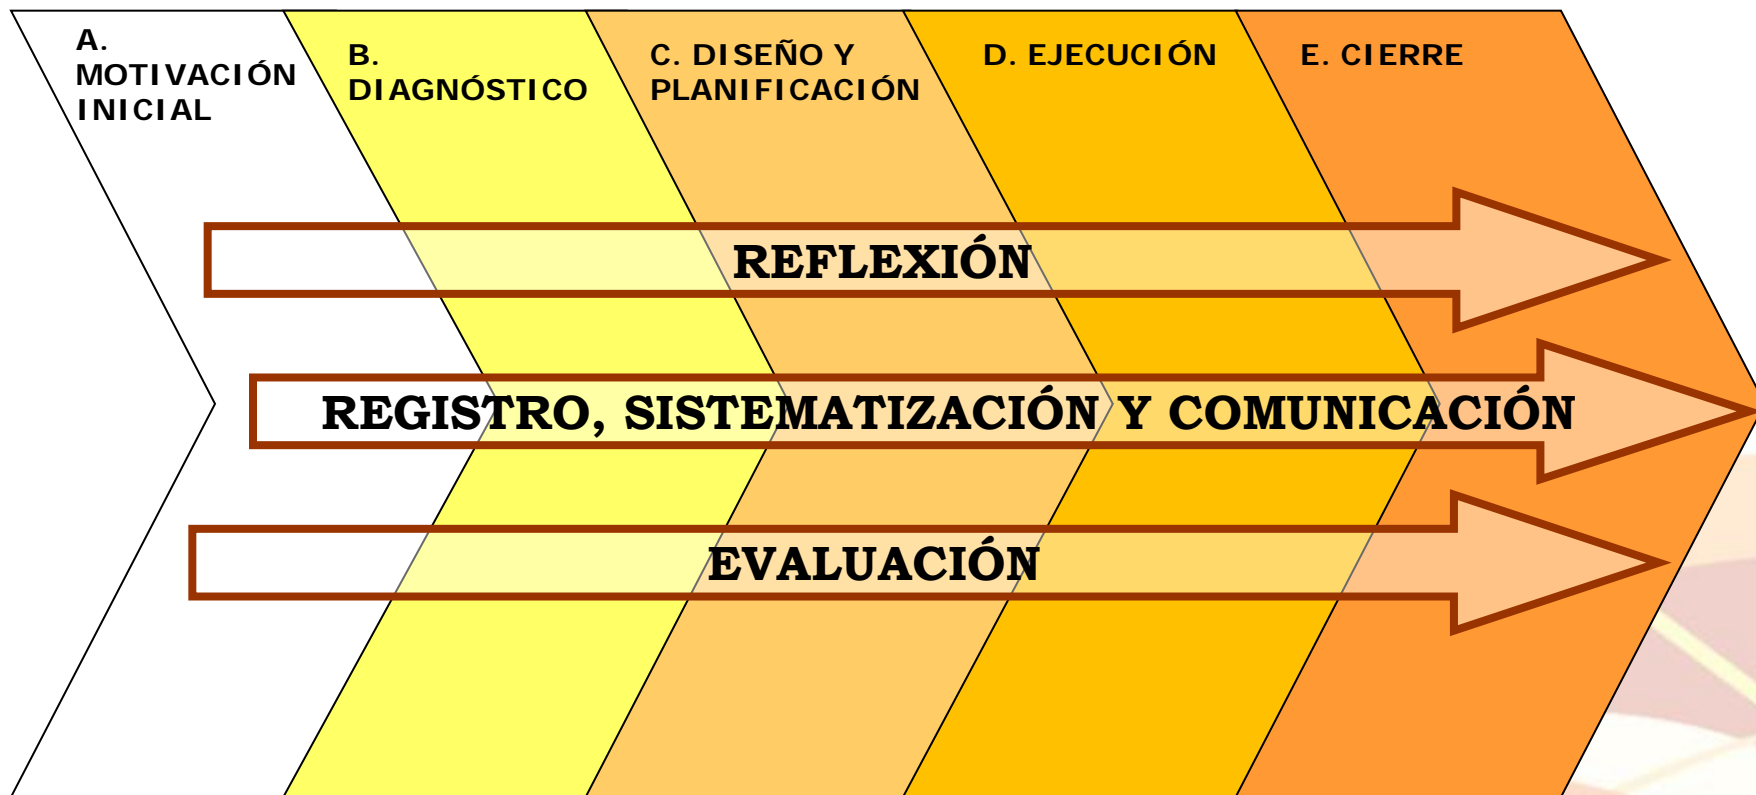 A.
MOTIVACIÓN
INICIAL
B.
DIAGNÓSTICO
C. DISEÑO Y
PLANIFICACIÓN
D. EJECUCIÓN
E. CIERRE
REFLEXIÓN
REGISTRO, SISTEMATIZACIÓN Y COMUNICACIÓN
EVALUACIÓN